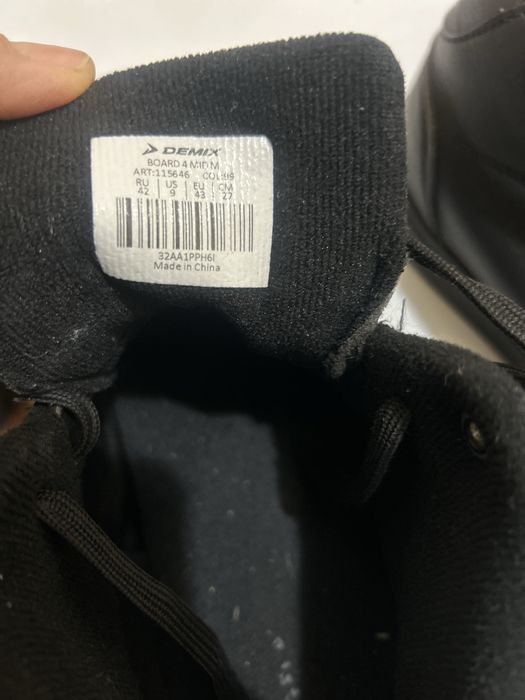 DEMIX
BOARD 4 MID M
ART:115646 COL:99
RU US EU CM
42 9 43 27
32AA1PPH6I
Made in China